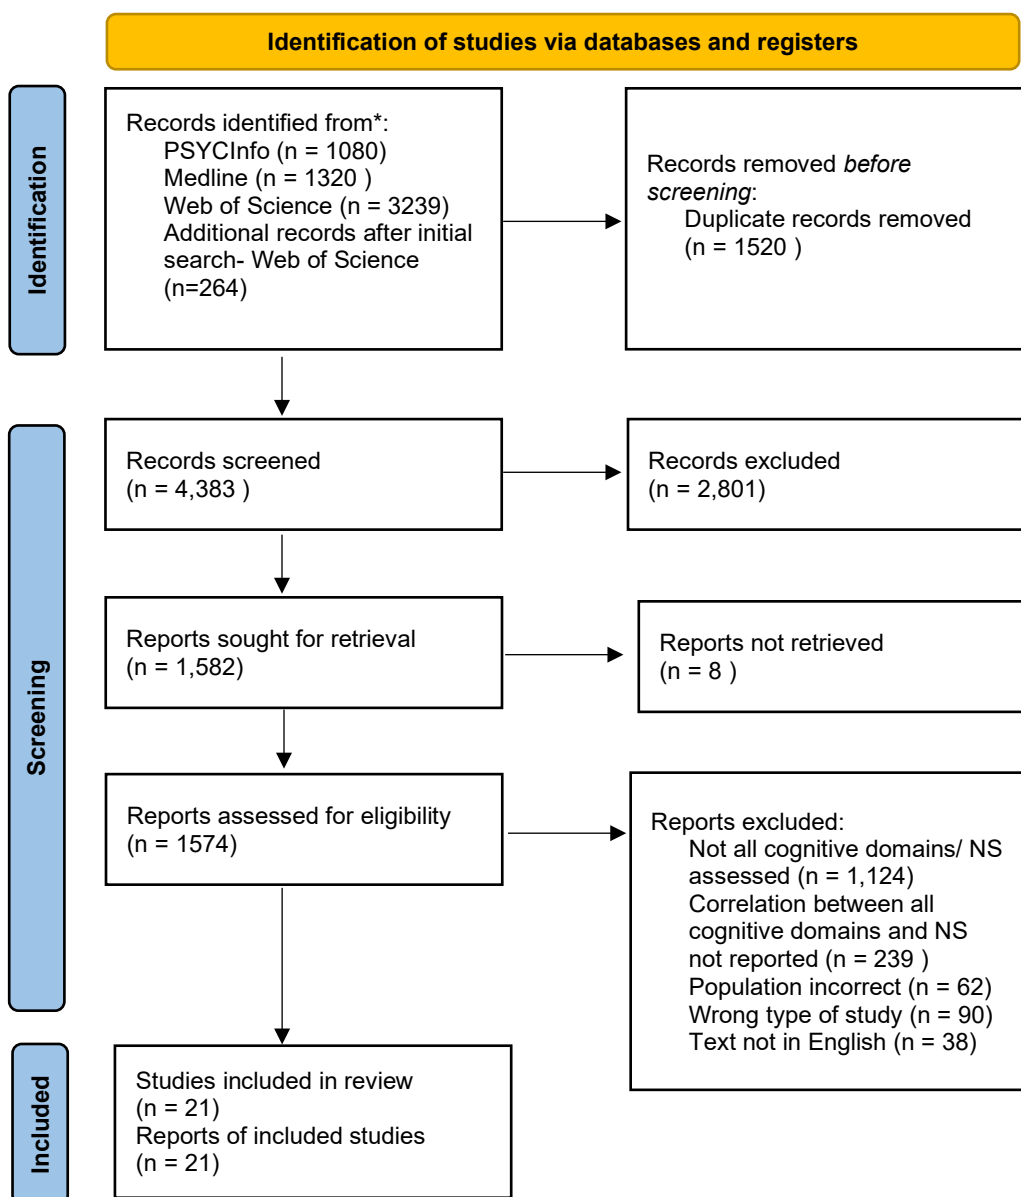 Identification of studies via databases and registers
Identification
Records identified from*:
PSYCInfo (n = 1080)
Medline (n = 1320 )
Web of Science (n = 3239)
Additional records after initial
search- Web of Science
(n=264)
Records removed before
screening:
Duplicate records removed
(n = 1520 )
Screening
Records screened
(n = 4,383 )
Records excluded
(n = 2,801)
Reports sought for retrieval
(n = 1,582)
Reports not retrieved
(n = 8 )
Reports assessed for eligibility
(n = 1574)
Reports excluded:
Not all cognitive domains/ NS
assessed (n = 1,124)
Correlation between all
cognitive domains and NS
not reported (n = 239 )
Population incorrect (n = 62)
Wrong type of study (n = 90)
Text not in English (n = 38)
Included
Studies included in review
(n = 21)
Reports of included studies
(n = 21)